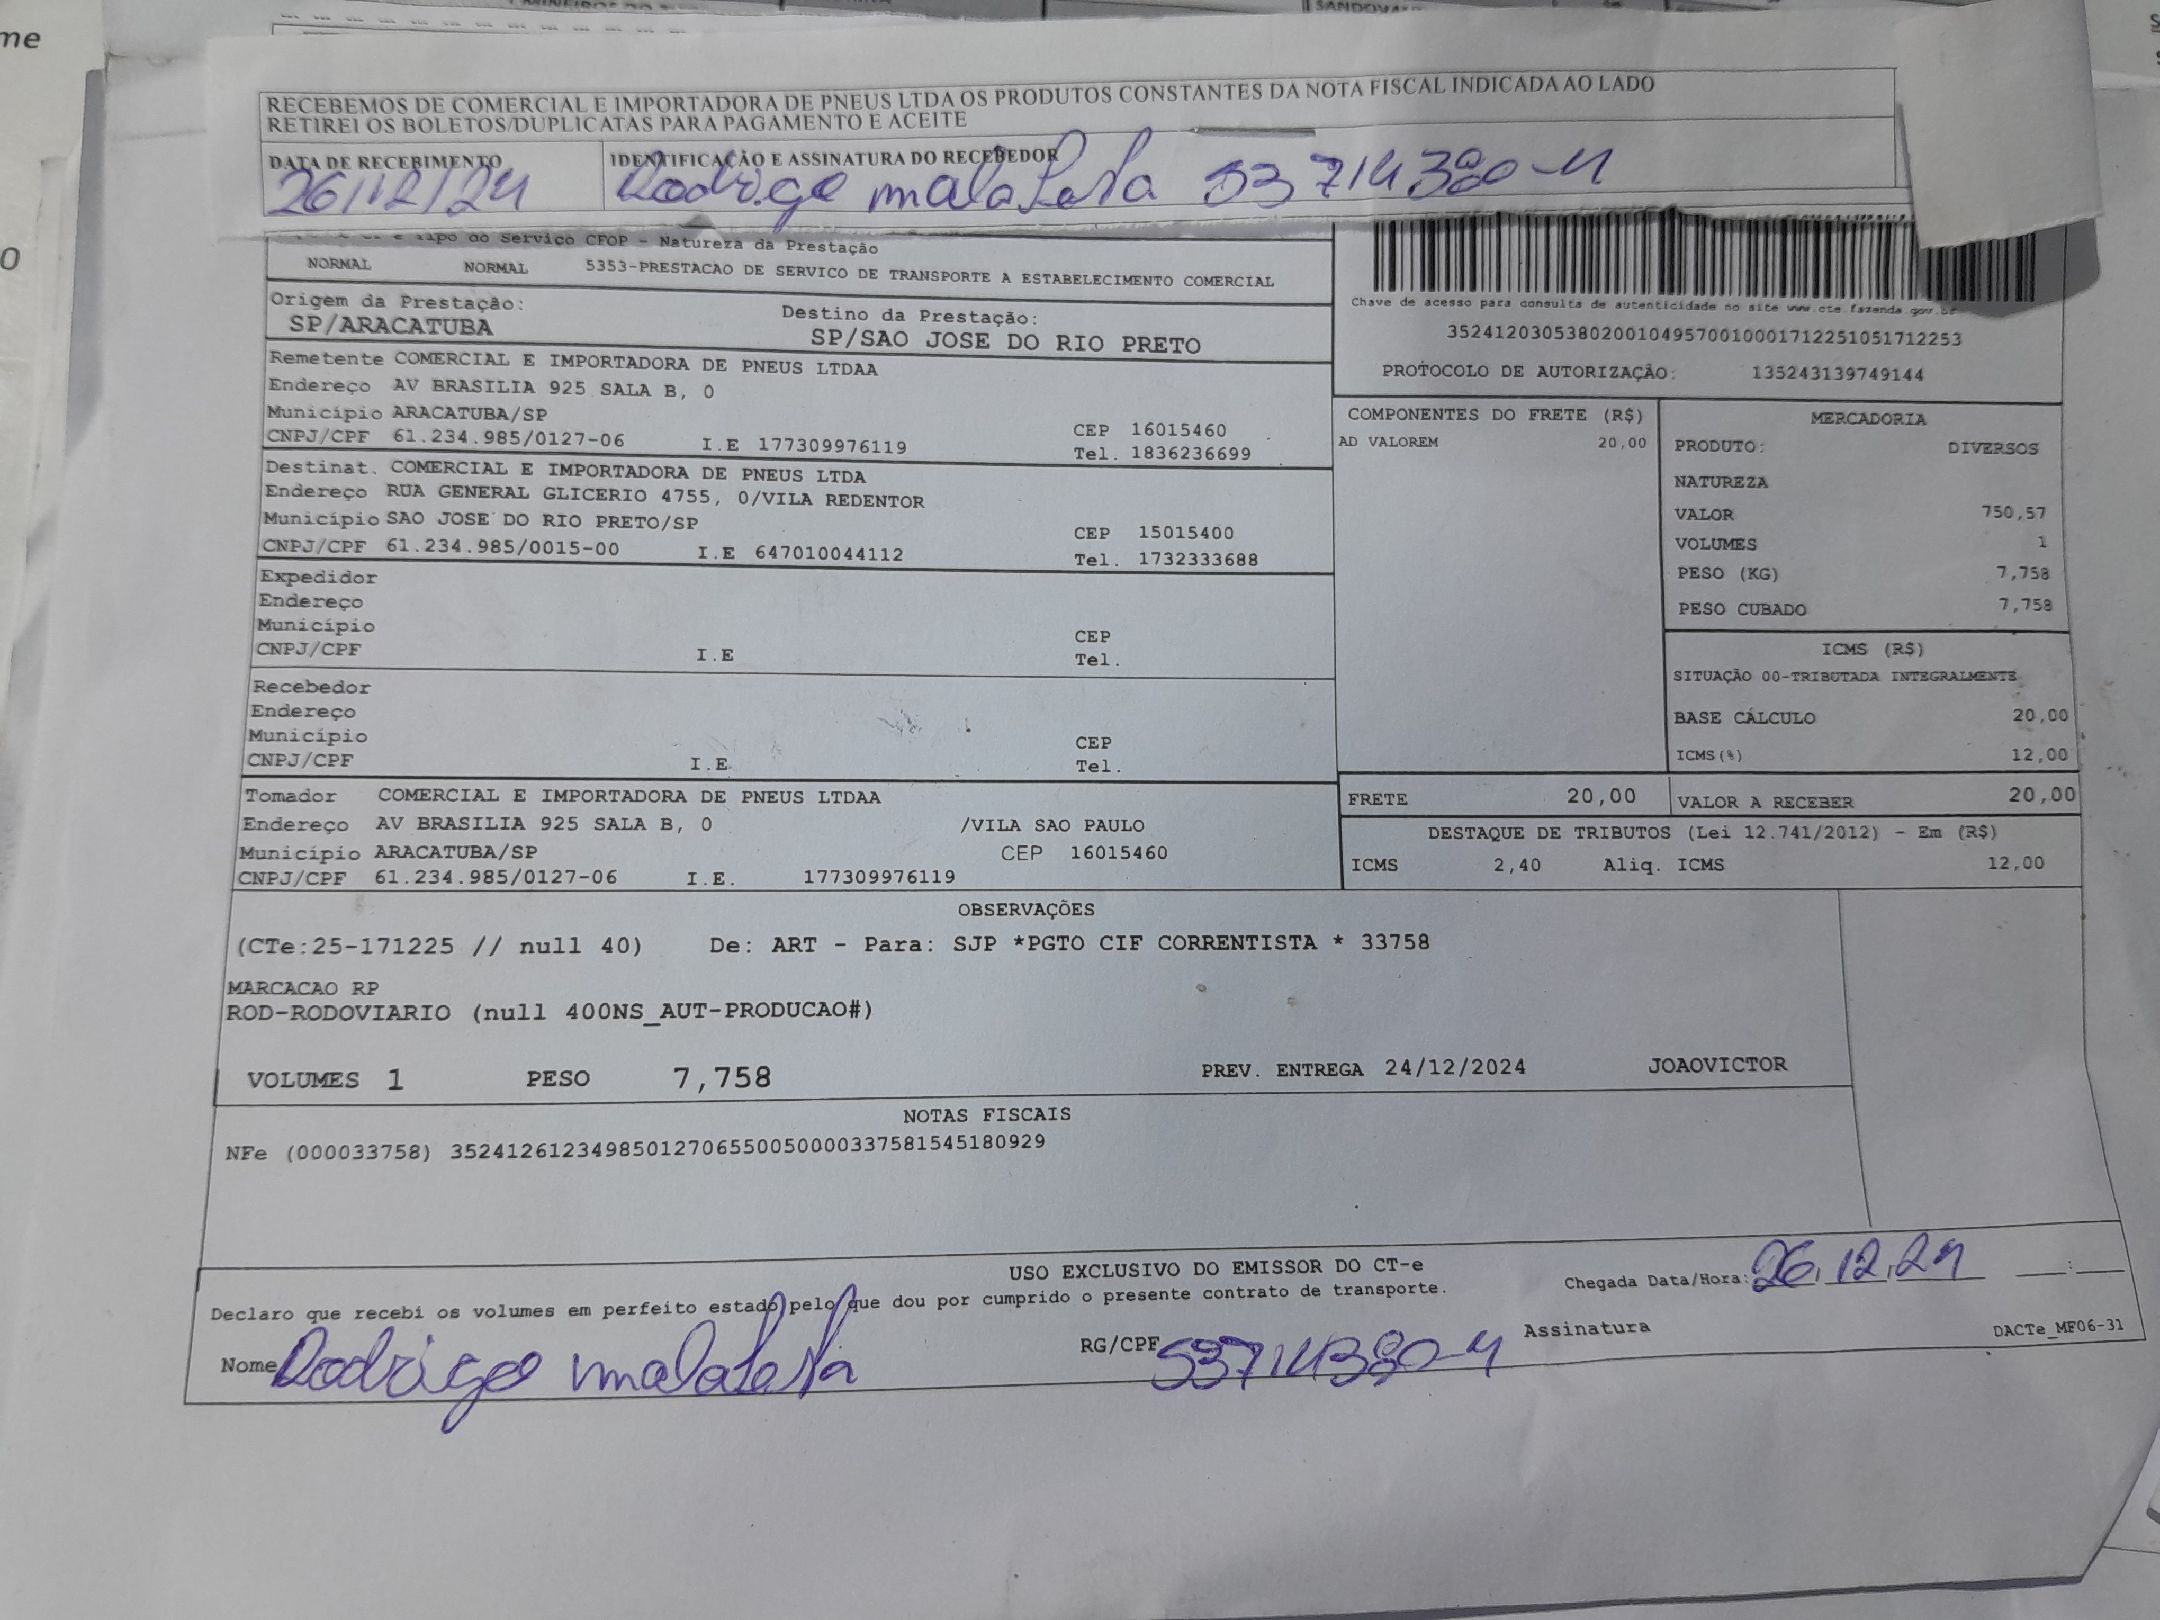 me
SANDOVAL
RECEBEMOS DE COMERCIAL E IMPORTADORA DE PNEUS LTDA OS PRODUTOS CONSTANTES DA NOTA FISCAL INDICADA AO LADO
RETIREI OS BOLETOS/DUPLICATAS PARA PAGAMENTO E ACEITE
DATA DE RECEBIMENTO IDENTIFICAÇÃO E ASSINATURA DO RECEBEDOR
26/12/24 Rodrigo malatesta 53714380-4
Tipo do Serviço CFOP - Natureza da Prestação
NORMAL NORMAL 5353-PRESTACAO DE SERVICO DE TRANSPORTE A ESTABELECIMENTO COMERCIAL
Chave de acesso para consulta de autenticidade no site www.cte.fazenda.gov.br
Origem da Prestação: Destino da Prestação:
SP/ARACATUBA SP/SAO JOSE DO RIO PRETO
35241203053802001049570010001712251051712253
PROTOCOLO DE AUTORIZAÇÃO: 135243139749144
Remetente COMERCIAL E IMPORTADORA DE PNEUS LTDAA
Endereço AV BRASILIA 925 SALA B, 0
Município ARACATUBA/SP CEP 16015460
CNPJ/CPF 61.234.985/0127-06 I.E 177309976119 Tel. 1836236699
Destinat. COMERCIAL E IMPORTADORA DE PNEUS LTDA
Endereço RUA GENERAL GLICERIO 4755, 0/VILA REDENTOR
Município SAO JOSE DO RIO PRETO/SP CEP 15015400
CNPJ/CPF 61.234.985/0015-00 I.E 647010044112 Tel. 1732333688
Expedidor
Endereço
Município CEP
CNPJ/CPF I.E Tel.
Recebedor
Endereço
Município CEP
CNPJ/CPF I.E Tel.
Tomador COMERCIAL E IMPORTADORA DE PNEUS LTDAA
Endereço AV BRASILIA 925 SALA B, 0 /VILA SAO PAULO
Município ARACATUBA/SP CEP 16015460
CNPJ/CPF 61.234.985/0127-06 I.E. 177309976119
COMPONENTES DO FRETE (R$)
AD VALOREM 20,00
MERCADORIA
PRODUTO: DIVERSOS
NATUREZA
VALOR 750,57
VOLUMES 1
PESO (KG) 7,758
PESO CUBADO 7,758
ICMS (R$)
SITUAÇÃO 00-TRIBUTADA INTEGRALMENTE
BASE CÁLCULO 20,00
ICMS(%) 12,00
FRETE 20,00 VALOR A RECEBER 20,00
DESTAQUE DE TRIBUTOS (Lei 12.741/2012) - Em (R$)
ICMS 2,40 Aliq. ICMS 12,00
OBSERVAÇÕES
(CTe:25-171225 // null 40) De: ART - Para: SJP *PGTO CIF CORRENTISTA * 33758
MARCACAO RP
ROD-RODOVIARIO (null 400NS_AUT-PRODUCAO#)
VOLUMES 1 PESO 7,758 PREV. ENTREGA 24/12/2024 JOAOVICTOR
NOTAS FISCAIS
NFe (000033758) 35241261234985012706550050000337581545180929
USO EXCLUSIVO DO EMISSOR DO CT-e
Declaro que recebi os volumes em perfeito estado pelo que dou por cumprido o presente contrato de transporte. Chegada Data/Hora: 26.12.24 :
Nome Rodrigo malatesta RG/CPF 53714380-4 Assinatura DACTe_MF06-31